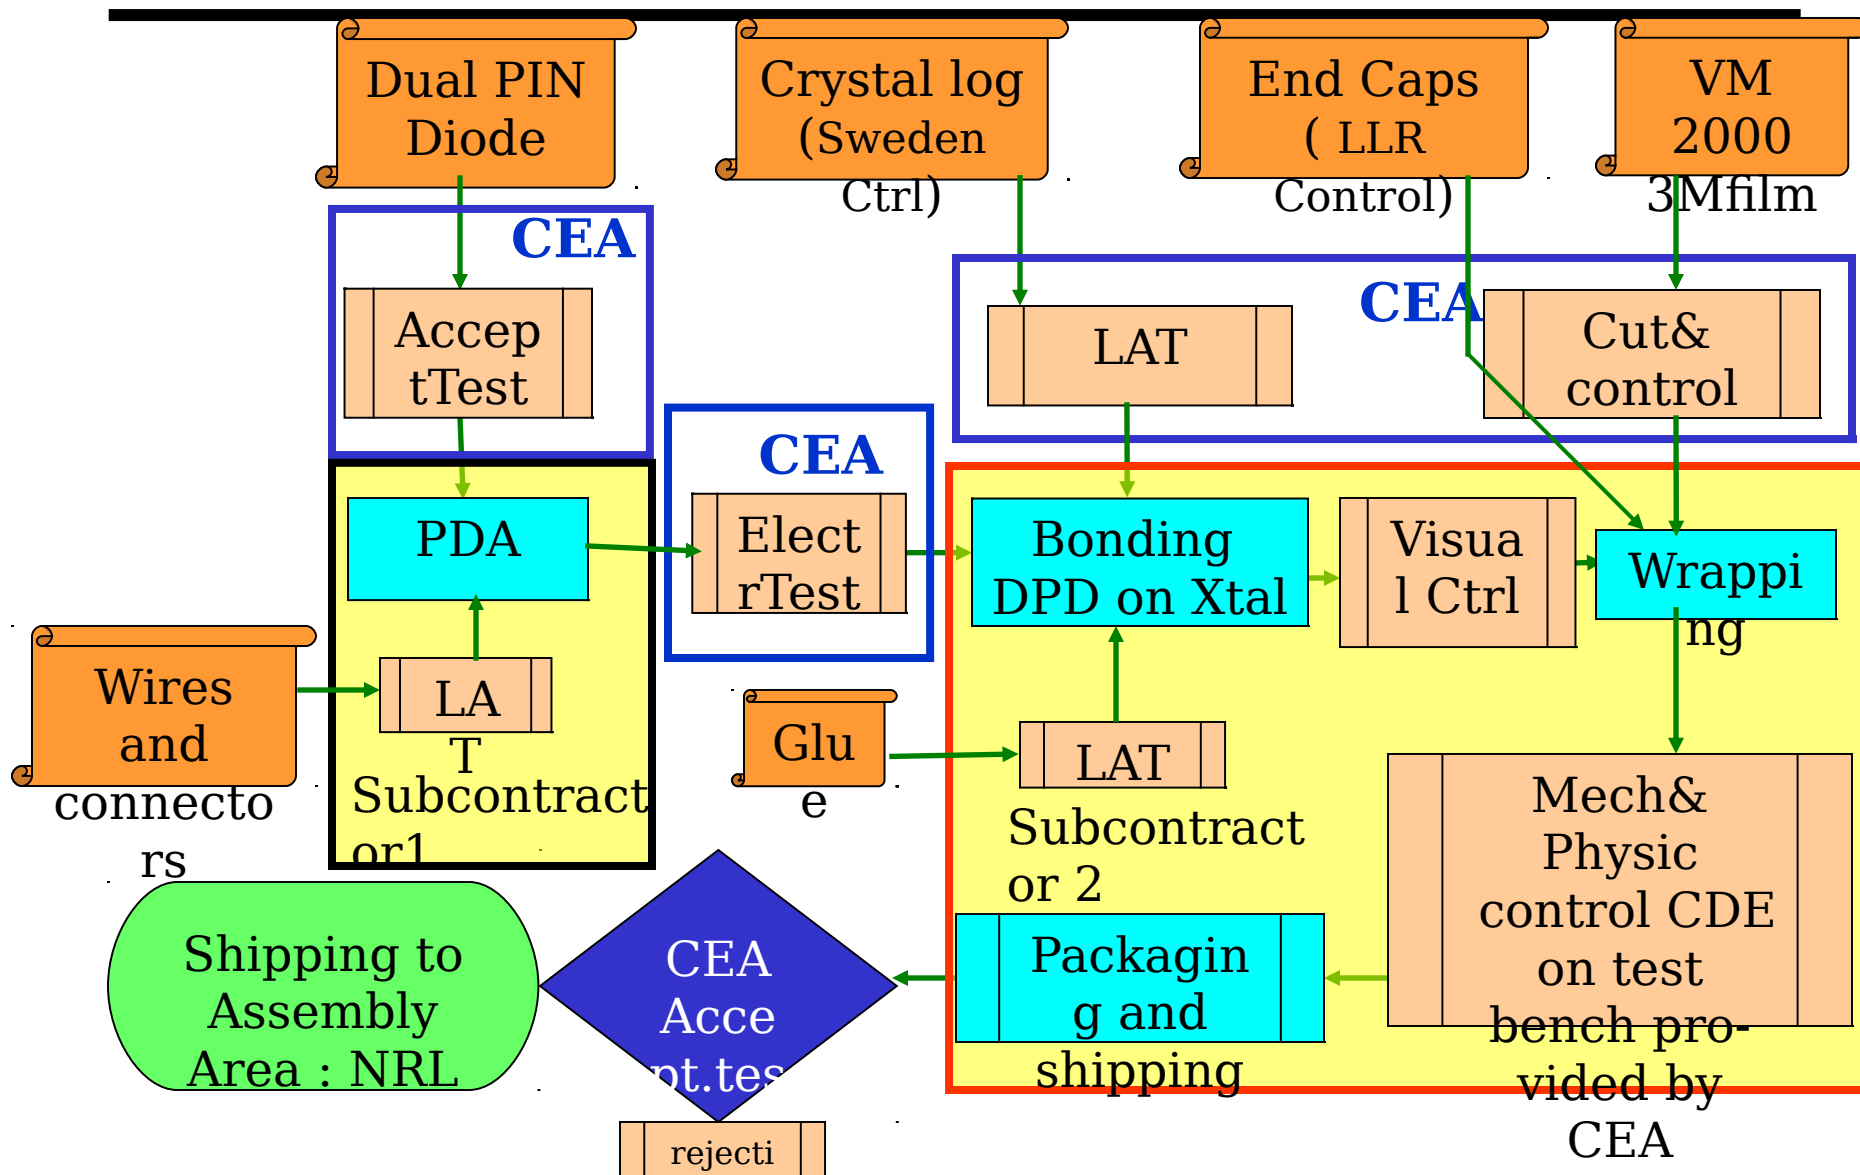 Dual PIN
Diode
Crystal log
(Sweden
Ctrl)
End Caps
( LLR
Control)
VM
2000
3Mfilm
CEA
CEA
Accep
tTest
LAT
Cut&
control
CEA
PDA
Elect
rTest
Bonding
DPD on Xtal
Visua
l Ctrl
Wrappi
ng
Wires
and
connecto
rs
LA
T
Subcontract
or1
Glu
e
LAT
Subcontract
or 2
Mech&
Physic
control CDE
on test
bench pro-
vided by
CEA
Packagin
g and
shipping
CEA
Acce
pt.tes
Shipping to
Assembly
Area : NRL
rejecti